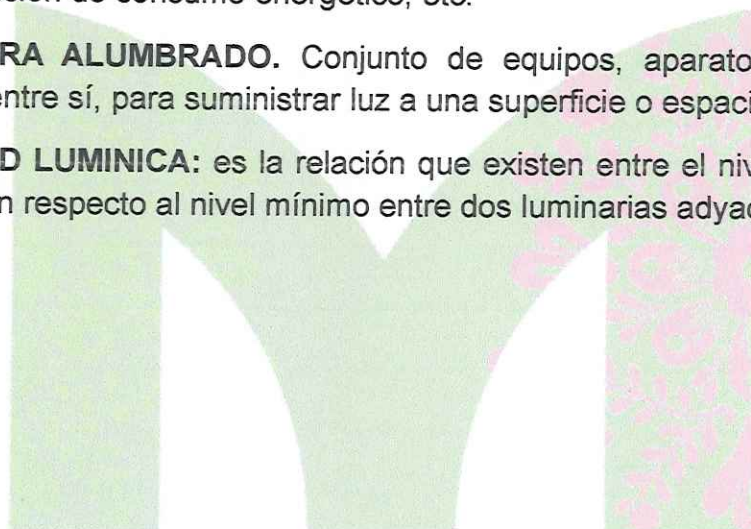 RA ALUMBRADO. Conjunto de equipos, aparato
entre sí, para suministrar luz a una superficie o espaci
D LUMINICA: es la relación que existen entre el niv
n respecto al nivel mínimo entre dos luminarias adya